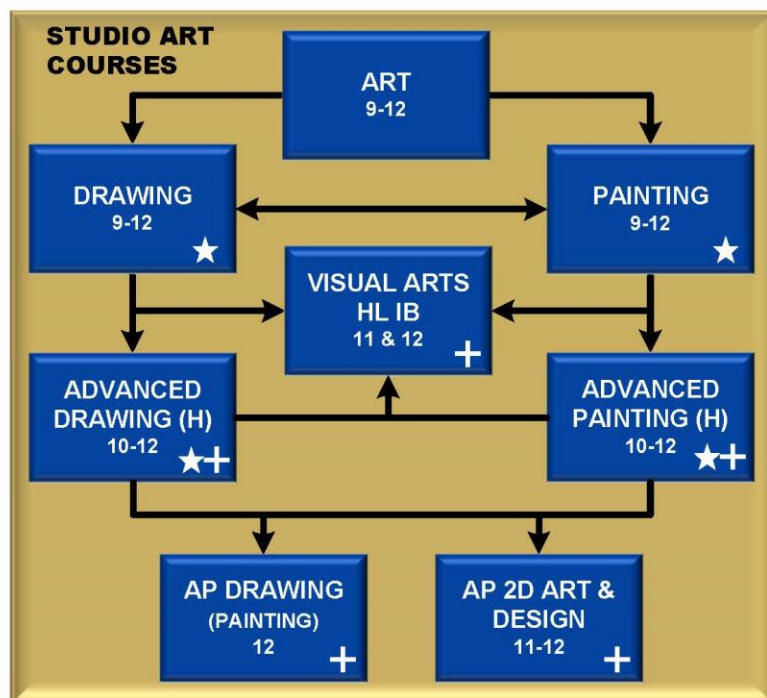 STUDIO ART
COURSES
ART
9-12
DRAWING
9-12
PAINTING
9-12
VISUAL ARTS
HL IB
11 & 12
ADVANCED
DRAWING (H)
10-12
ADVANCED
PAINTING (H)
10-12
AP DRAWING
(PAINTING)
12
AP 2D ART &
DESIGN
11-12